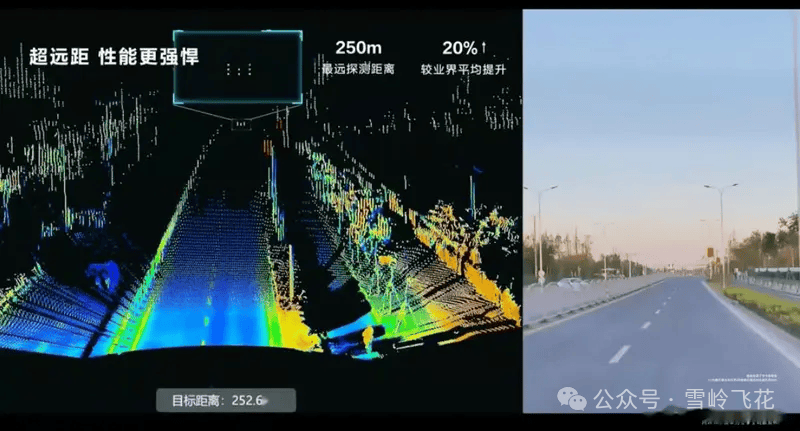 超远距 性能更强悍
250m
最远探测距离
20%↑
较业界平均提升
目标距离：252.6
公众号 · 雪岭飞花